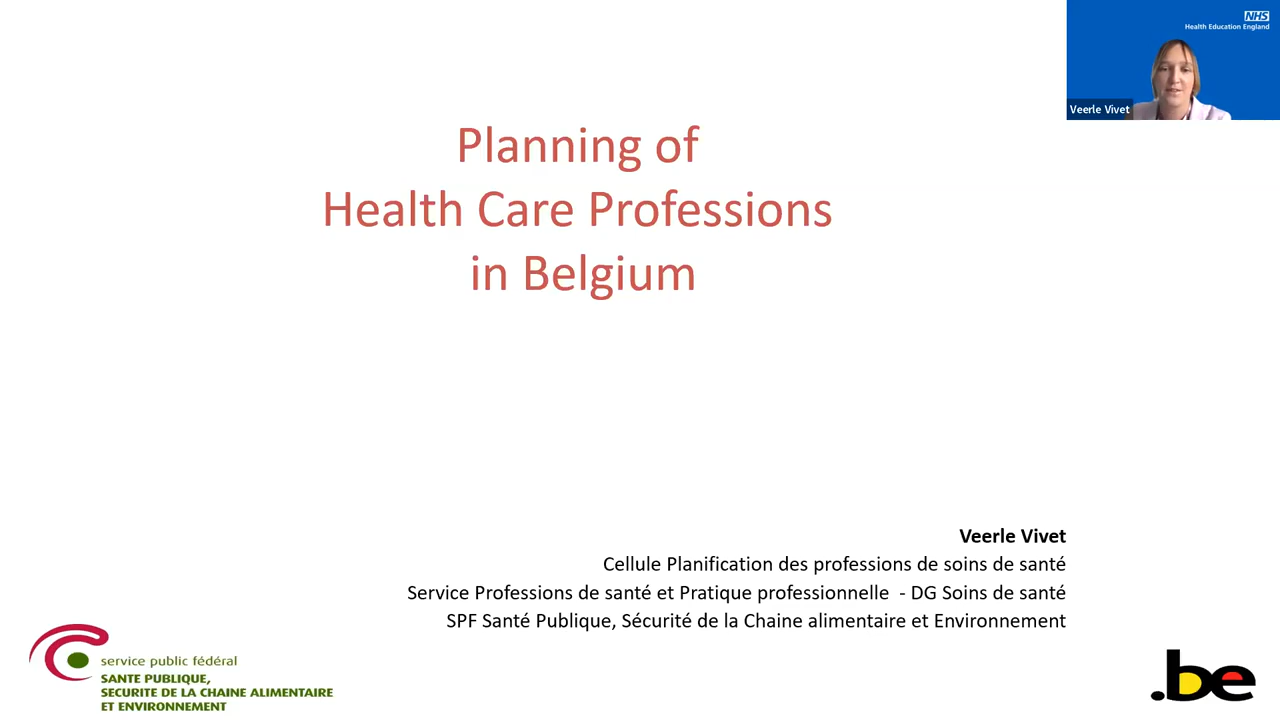 NHS
Health Education England
Veerle Vivet
Planning of
Health Care Professions
in Belgium
Veerle Vivet
Cellule Planification des professions de soins de santé
Service Professions de santé et Pratique professionnelle - DG Soins de santé
SPF Santé Publique, Sécurité de la Chaine alimentaire et Environnement
service public fédéral
SANTE PUBLIQUE,
SECURITE DE LA CHAINE ALIMENTAIRE
ET ENVIRONNEMENT
.be